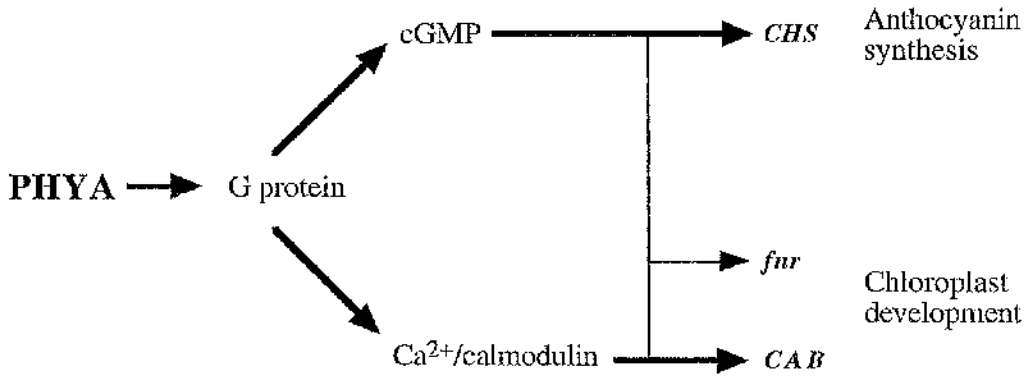 cGMP
CHS
Anthocyanin
synthesis
PHYA
G protein
fnr
Chloroplast
development
Ca²⁺/calmodulin
CAB